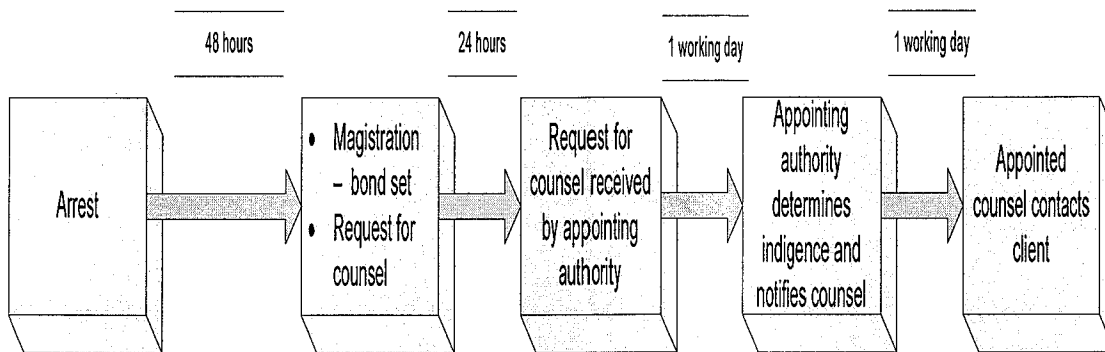 48 hours
24 hours
1 working day
1 working day
Arrest
• Magistration
– bond set
• Request for
counsel
Request for
counsel received
by appointing
authority
Appointing
authority
determines
indigence and
notifies counsel
Appointed
counsel contacts
client